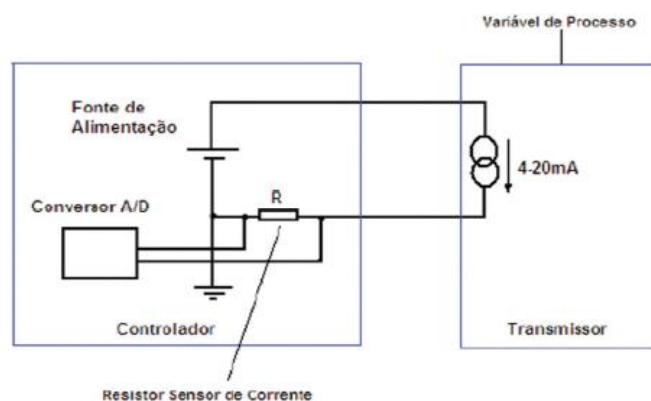 Variável de Processo
Fonte de
Alimentação
4-20mA
R
Conversor A/D
Controlador
Transmissor
Resistor Sensor de Corrente